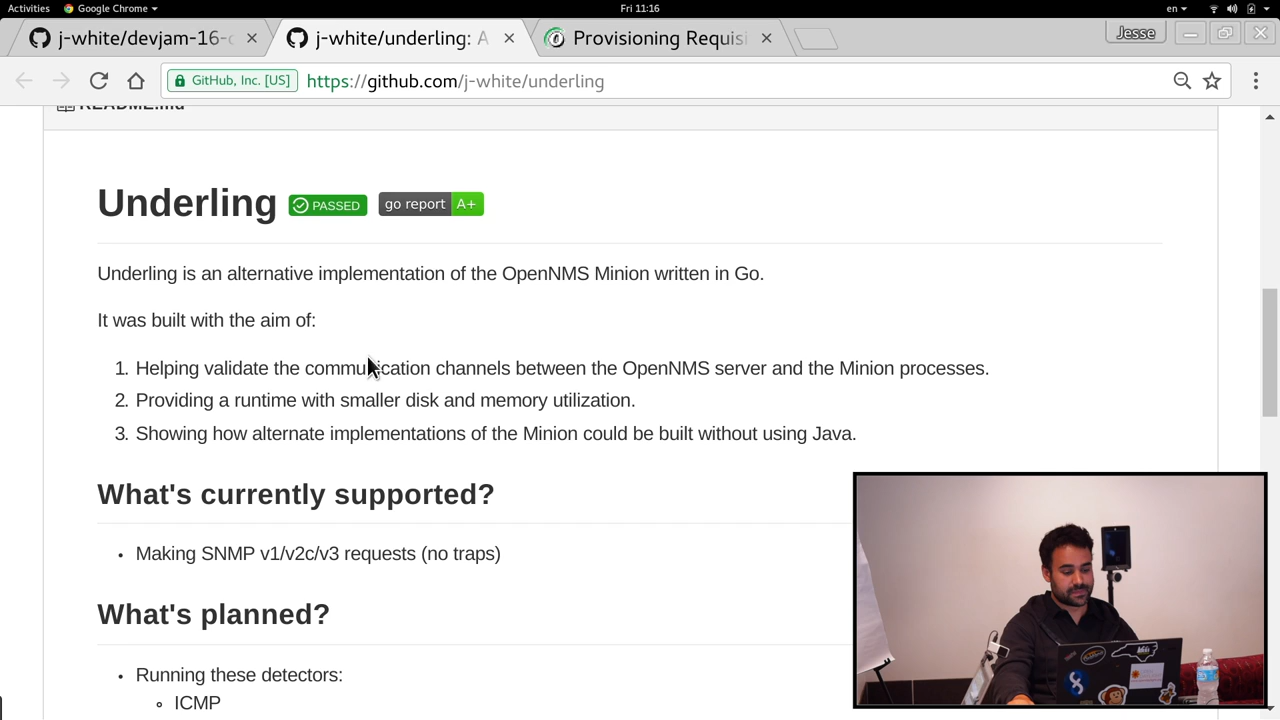 Activities Google Chrome Fri 11:16 en
j-white/devjam-16- j-white/underling: A Provisioning Requisi Jesse
GitHub, Inc. [US] https://github.com/j-white/underling
README.md
Underling PASSED go report A+
Underling is an alternative implementation of the OpenNMS Minion written in Go.
It was built with the aim of:
1. Helping validate the communication channels between the OpenNMS server and the Minion processes.
2. Providing a runtime with smaller disk and memory utilization.
3. Showing how alternate implementations of the Minion could be built without using Java.
What's currently supported?
• Making SNMP v1/v2c/v3 requests (no traps)
What's planned?
• Running these detectors:
◦ ICMP